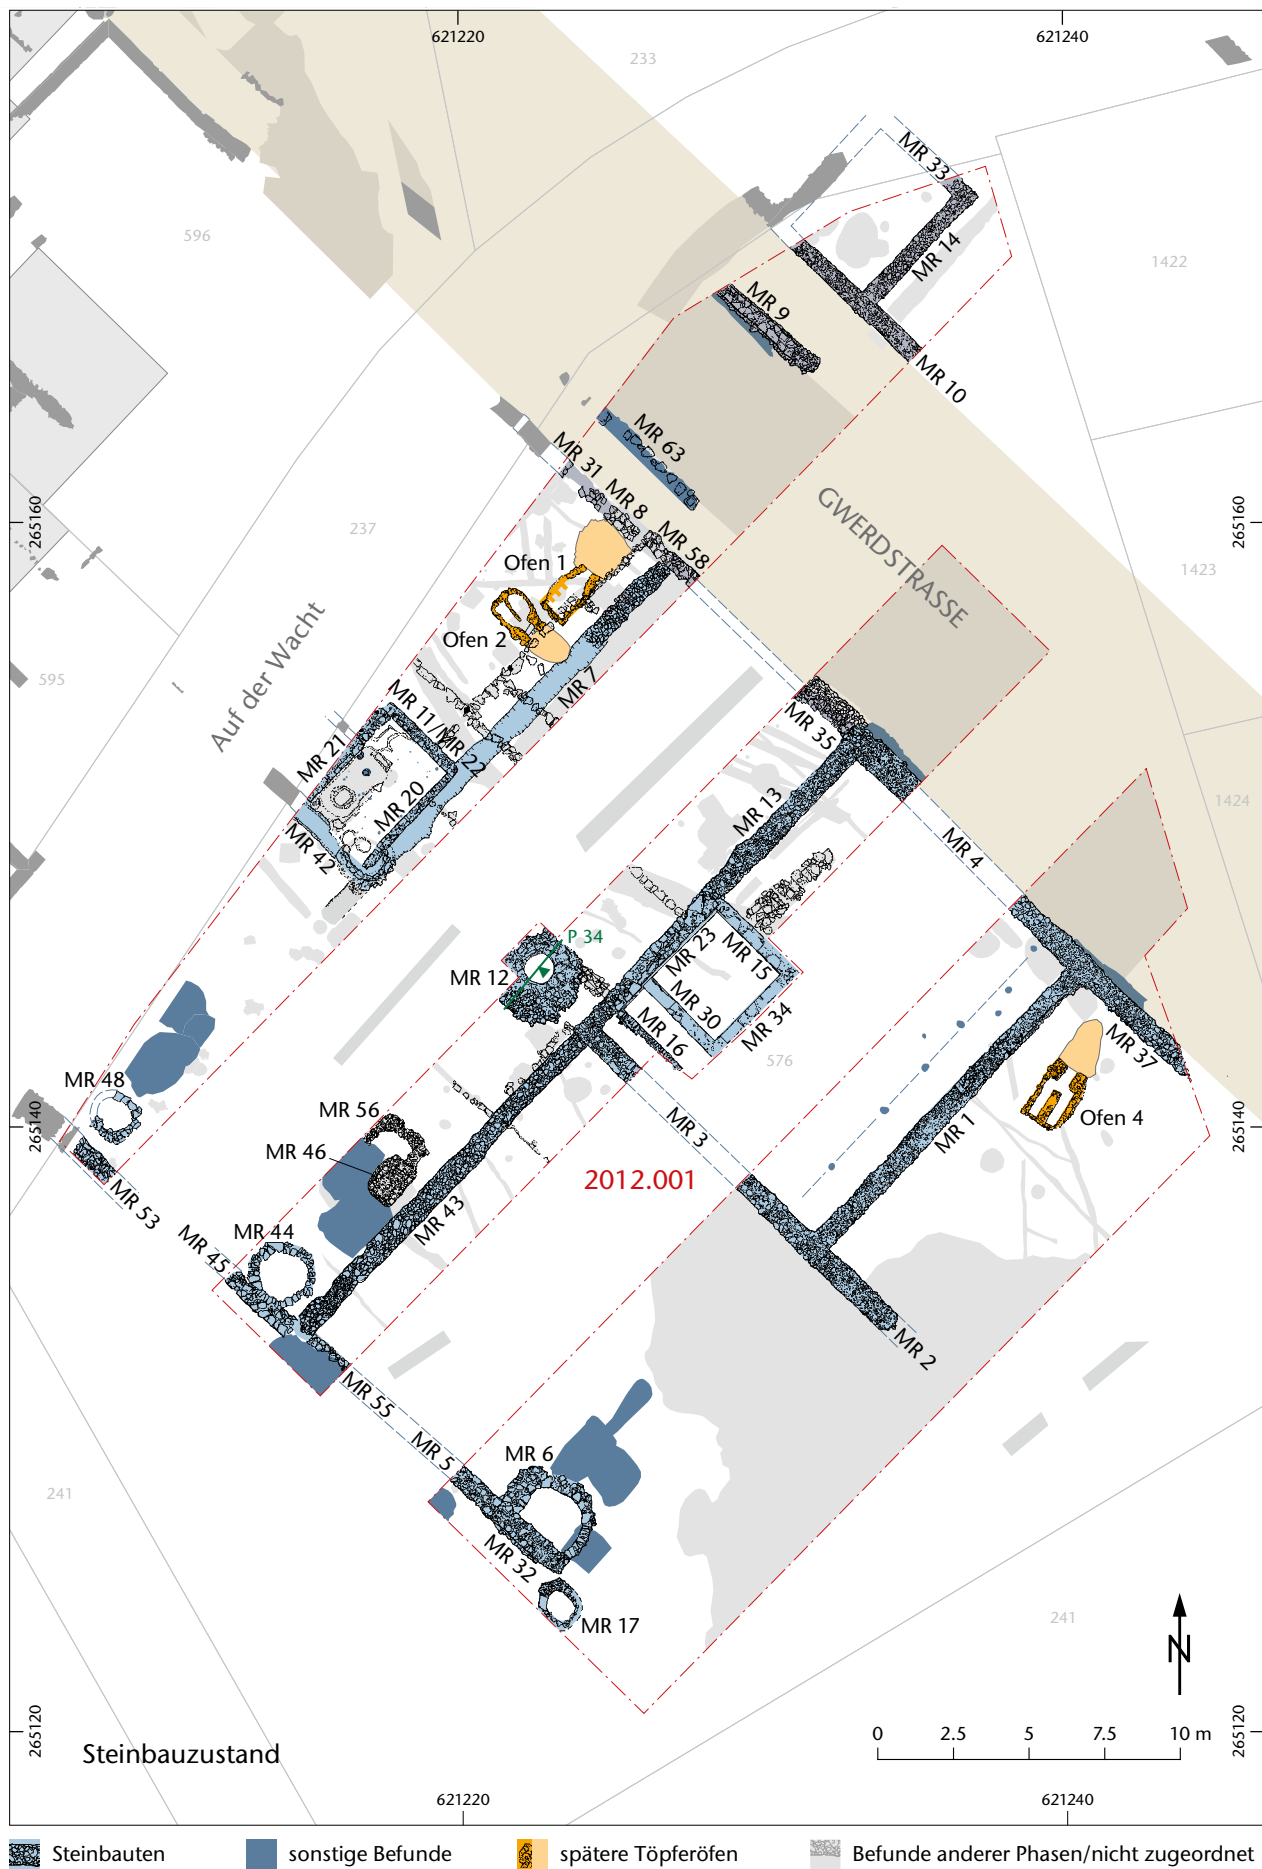 621220
621240
233
MR 33
596
MR 14
1422
MR 9
MR 10
MR 63
MR 31
MR 8
265160
237
GWERDSTRASSE
265160
MR 58
Ofen 1
1423
Auf der Wacht
Ofen 2
595
MR 7
MR 11/MR 22
MR 35
MR 21
MR 20
MR 13
1424
MR 42
MR 4
P 34
MR 23
MR 15
MR 12
MR 30
MR 34
MR 16
576
MR 37
MR 48
265140
MR 56
MR 3
MR 1
Ofen 4
265140
MR 46
2012.001
MR 53
MR 43
MR 44
MR 45
MR 2
MR 55
MR 5
MR 6
241
MR 32
MR 17
241
N
265120
265120
0 2.5 5 7.5 10 m
Steinbauzustand
621220
621240
Steinbauten
sonstige Befunde
spätere Töpferöfen
Befunde anderer Phasen/nicht zugeordnet